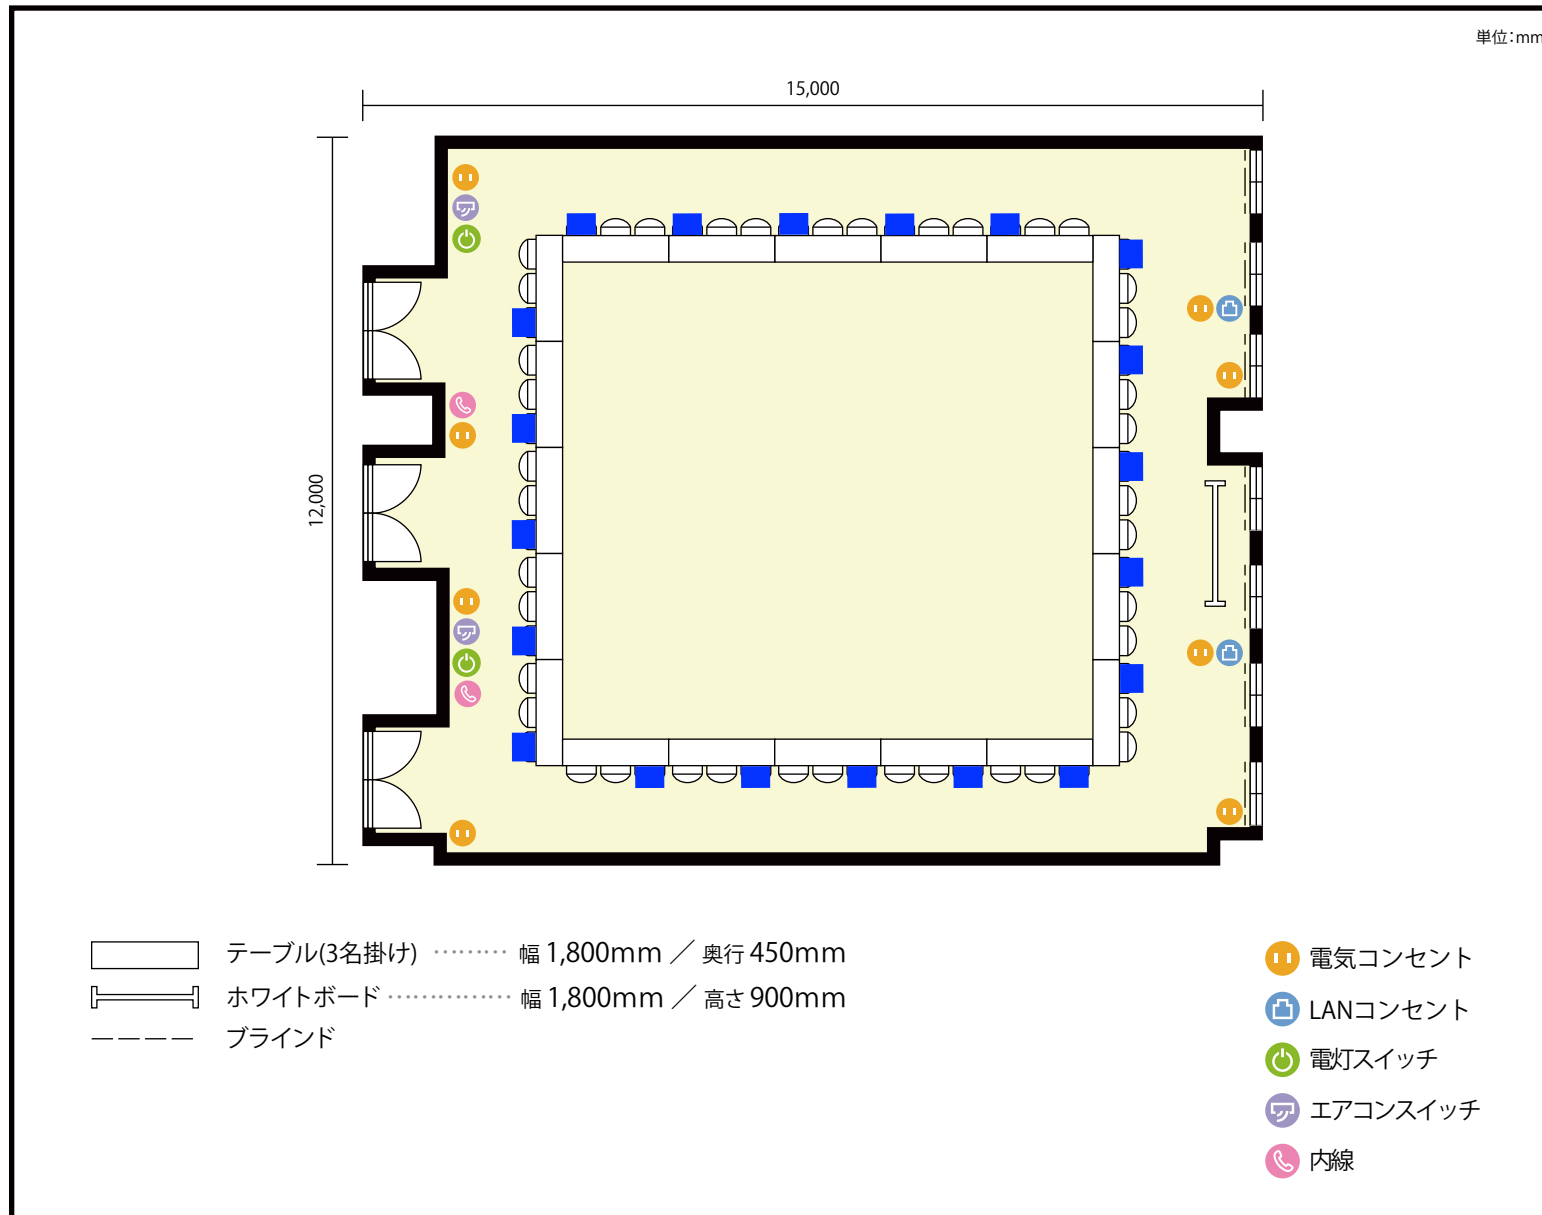 単位:mm
15,000
12,000
テーブル(3名掛け) ········· 幅 1,800mm ／ 奥行 450mm
ホワイトボード ··············· 幅 1,800mm ／ 高さ 900mm
ブラインド
電気コンセント
LANコンセント
電灯スイッチ
エアコンスイッチ
内線